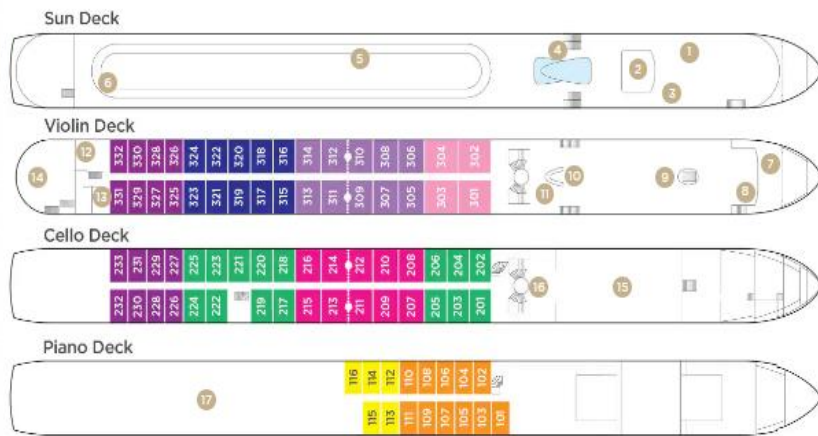 Sun Deck
4 5 1 2 6 3
Violin Deck
12 332 330 328 326 324 322 320 318 316 314 312 310 308 306 304 302 7
14 10 9
13 331 329 327 325 323 321 319 317 315 313 311 309 307 305 303 301 11 8
Cello Deck
233 231 229 227 225 223 221 220 218 216 214 212 210 208 206 204 202
16 15
232 230 228 226 224 222 219 217 215 213 211 209 207 205 203 201
Piano Deck
116 114 112 110 108 106 104 102
17
115 113 111 109 107 105 103 101